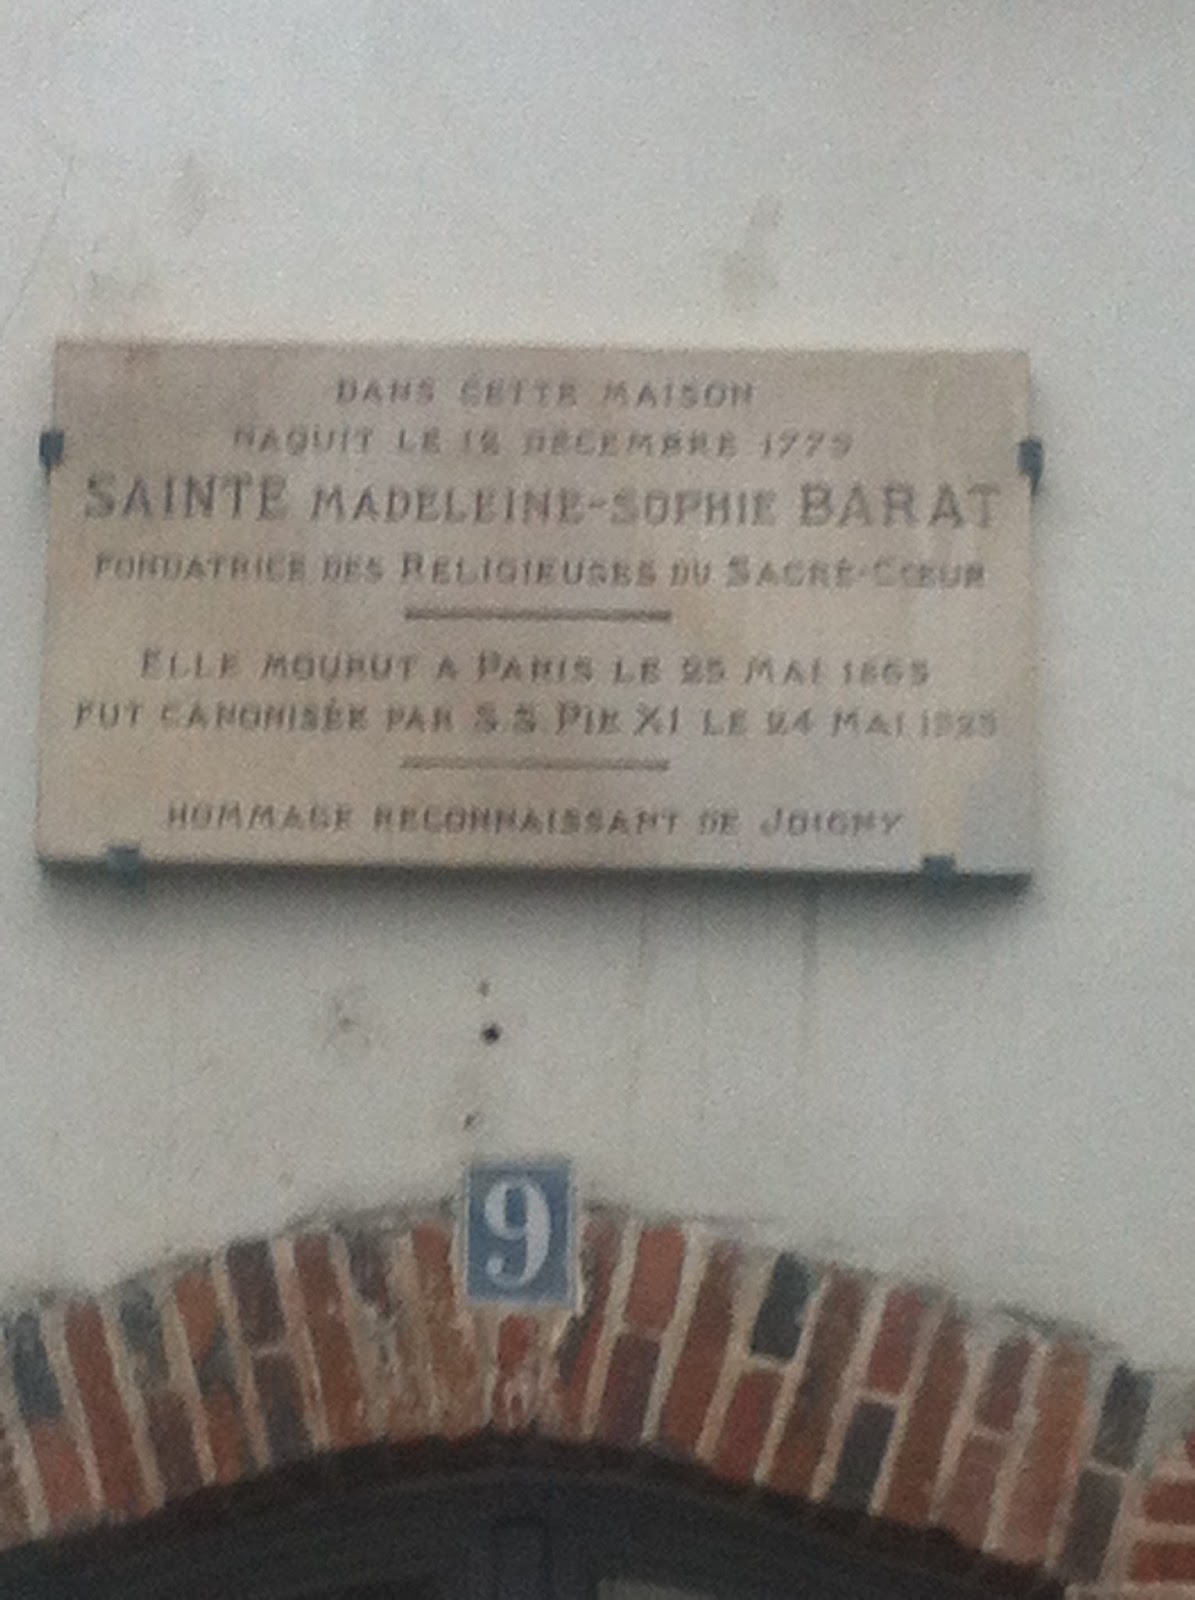 DANS CETTE MAISON
NAQUIT LE 12 DECEMBRE 1779
SAINTE MADELEINE-SOPHIE BARAT
FONDATRICE DES RELIGIEUSES DU SACRÉ-CŒUR
ELLE MOURUT A PARIS LE 25 MAI 1865
FUT CANONISÉE PAR S.S. PIE XI LE 24 MAI 1925
HOMMAGE RECONNAISSANT DE JOIGNY
9